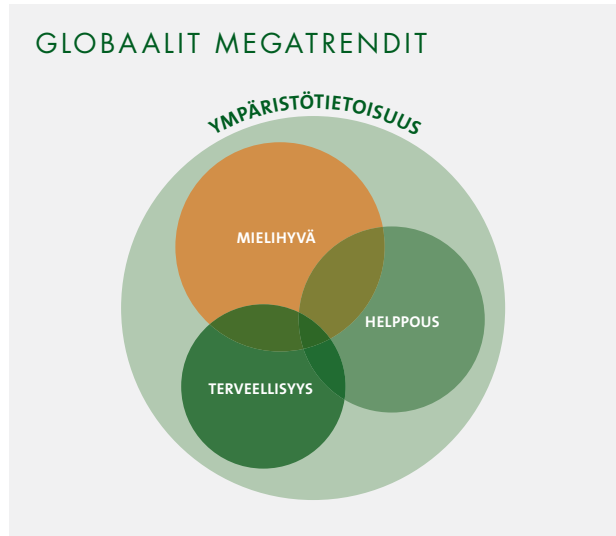 GLOBAALIT MEGATRENDIT
YMPÄRISTÖTIETOISUUS
MIELIHYVÄ
HELPPOUS
TERVEELLISYYS